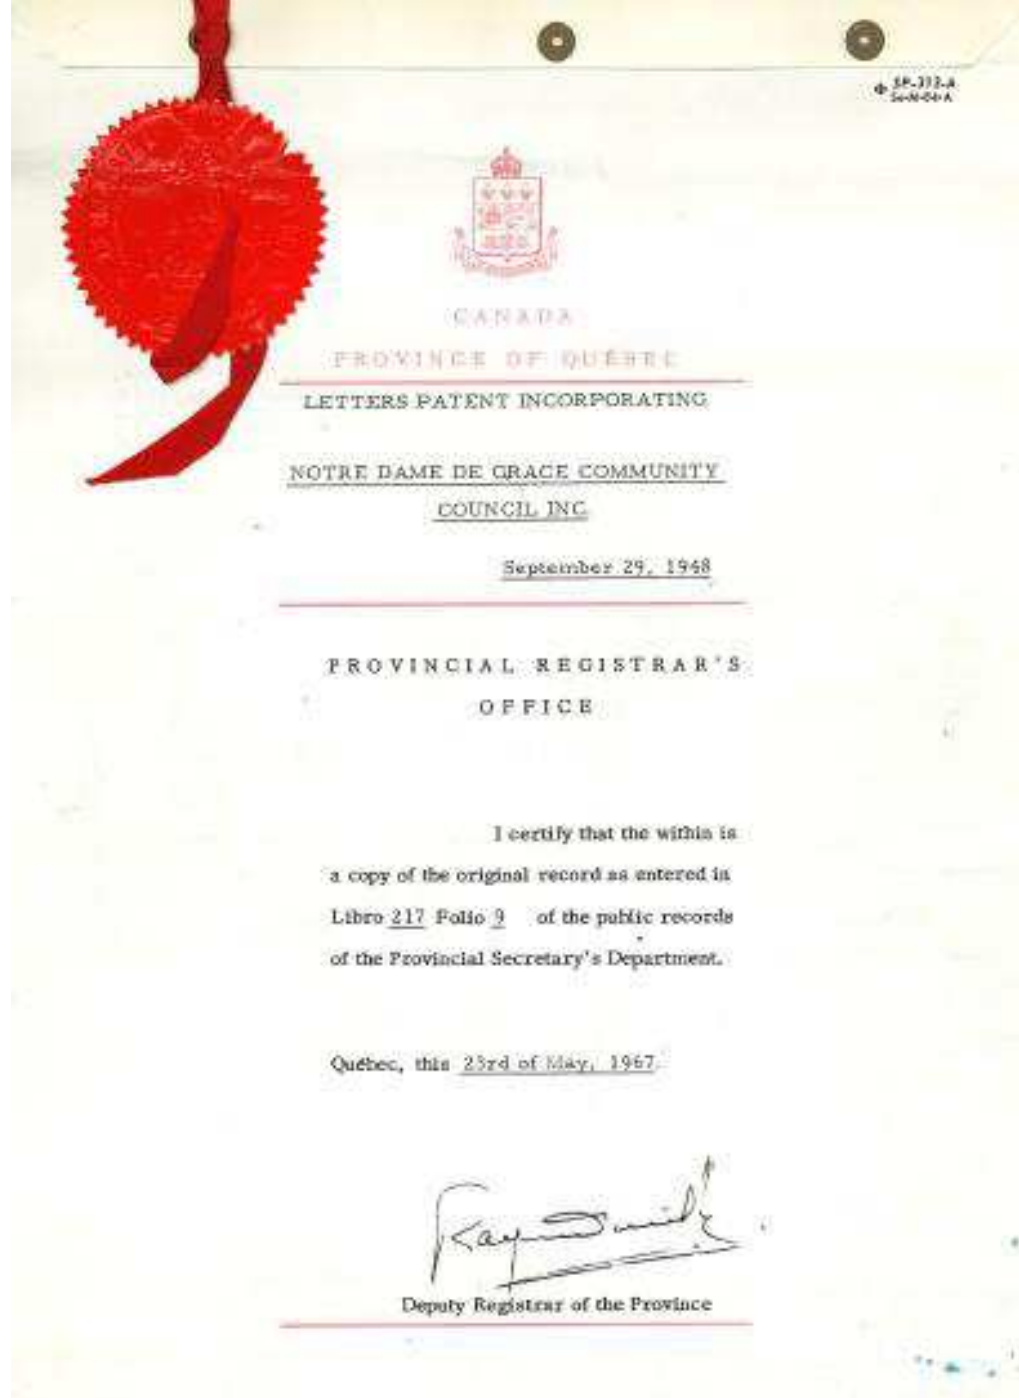 SP-373-A
CANADA
PROVINCE OF QUÉBEC
LETTERS PATENT INCORPORATING
NOTRE DAME DE GRACE COMMUNITY
COUNCIL INC.
September 29, 1948
PROVINCIAL REGISTRAR'S
OFFICE
I certify that the within is
a copy of the original record as entered in
Libro 217 Folio 9 of the public records
of the Provincial Secretary's Department.
Québec, this 23rd of May, 1967.
Deputy Registrar of the Province